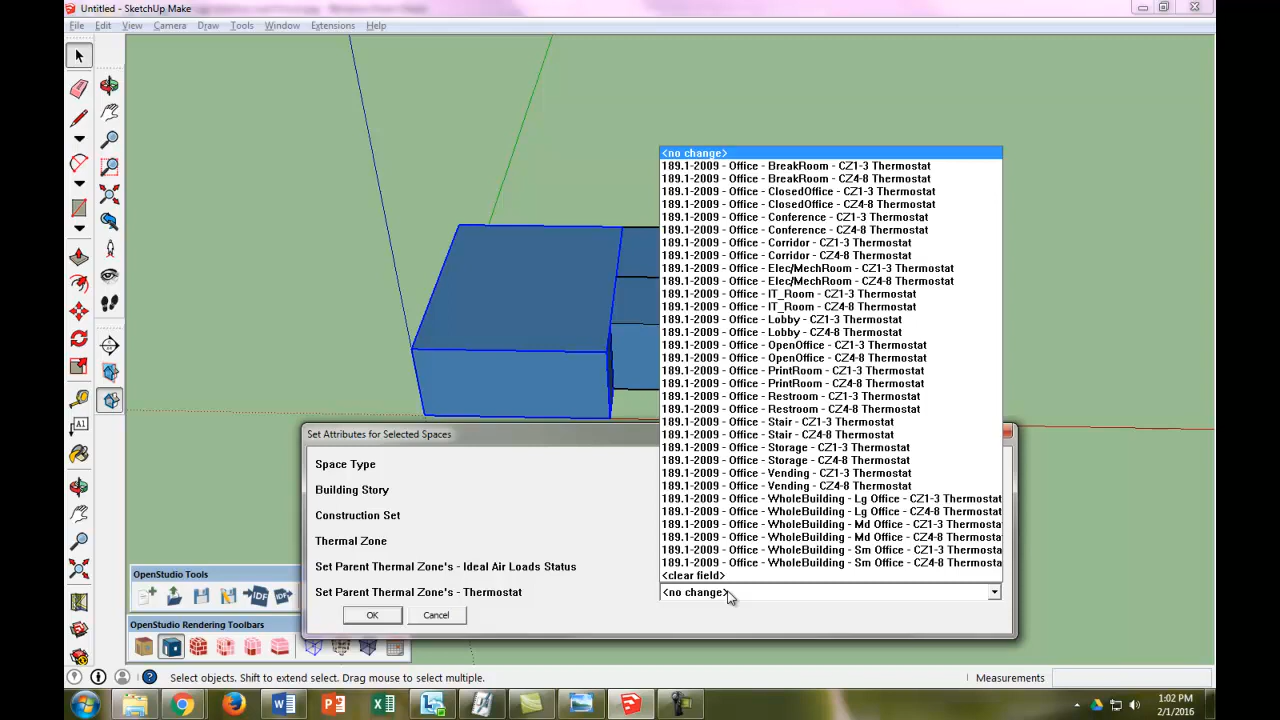 Untitled - SketchUp Make
File Edit View Camera Draw Tools Window Extensions Help
<no change>
189.1-2009 - Office - BreakRoom - CZ1-3 Thermostat
189.1-2009 - Office - BreakRoom - CZ4-8 Thermostat
189.1-2009 - Office - ClosedOffice - CZ1-3 Thermostat
189.1-2009 - Office - ClosedOffice - CZ4-8 Thermostat
189.1-2009 - Office - Conference - CZ1-3 Thermostat
189.1-2009 - Office - Conference - CZ4-8 Thermostat
189.1-2009 - Office - Corridor - CZ1-3 Thermostat
189.1-2009 - Office - Corridor - CZ4-8 Thermostat
189.1-2009 - Office - Elec/MechRoom - CZ1-3 Thermostat
189.1-2009 - Office - Elec/MechRoom - CZ4-8 Thermostat
189.1-2009 - Office - IT_Room - CZ1-3 Thermostat
189.1-2009 - Office - IT_Room - CZ4-8 Thermostat
189.1-2009 - Office - Lobby - CZ1-3 Thermostat
189.1-2009 - Office - Lobby - CZ4-8 Thermostat
189.1-2009 - Office - OpenOffice - CZ1-3 Thermostat
189.1-2009 - Office - OpenOffice - CZ4-8 Thermostat
189.1-2009 - Office - PrintRoom - CZ1-3 Thermostat
189.1-2009 - Office - PrintRoom - CZ4-8 Thermostat
189.1-2009 - Office - Restroom - CZ1-3 Thermostat
189.1-2009 - Office - Restroom - CZ4-8 Thermostat
189.1-2009 - Office - Stair - CZ1-3 Thermostat
189.1-2009 - Office - Stair - CZ4-8 Thermostat
189.1-2009 - Office - Storage - CZ1-3 Thermostat
189.1-2009 - Office - Storage - CZ4-8 Thermostat
189.1-2009 - Office - Vending - CZ1-3 Thermostat
189.1-2009 - Office - Vending - CZ4-8 Thermostat
189.1-2009 - Office - WholeBuilding - Lg Office - CZ1-3 Thermosta
189.1-2009 - Office - WholeBuilding - Lg Office - CZ4-8 Thermosta
189.1-2009 - Office - WholeBuilding - Md Office - CZ1-3 Thermosta
189.1-2009 - Office - WholeBuilding - Md Office - CZ4-8 Thermosta
189.1-2009 - Office - WholeBuilding - Sm Office - CZ1-3 Thermosta
189.1-2009 - Office - WholeBuilding - Sm Office - CZ4-8 Thermosta
<clear field>
<no change>
Set Attributes for Selected Spaces
Space Type
Building Story
Construction Set
Thermal Zone
Set Parent Thermal Zone's - Ideal Air Loads Status
Set Parent Thermal Zone's - Thermostat
OK Cancel
OpenStudio Tools
IDF IDF
OpenStudio Rendering Toolbars
A1
Select objects. Shift to extend select. Drag mouse to select multiple.
Measurements
1:02 PM
2/1/2016